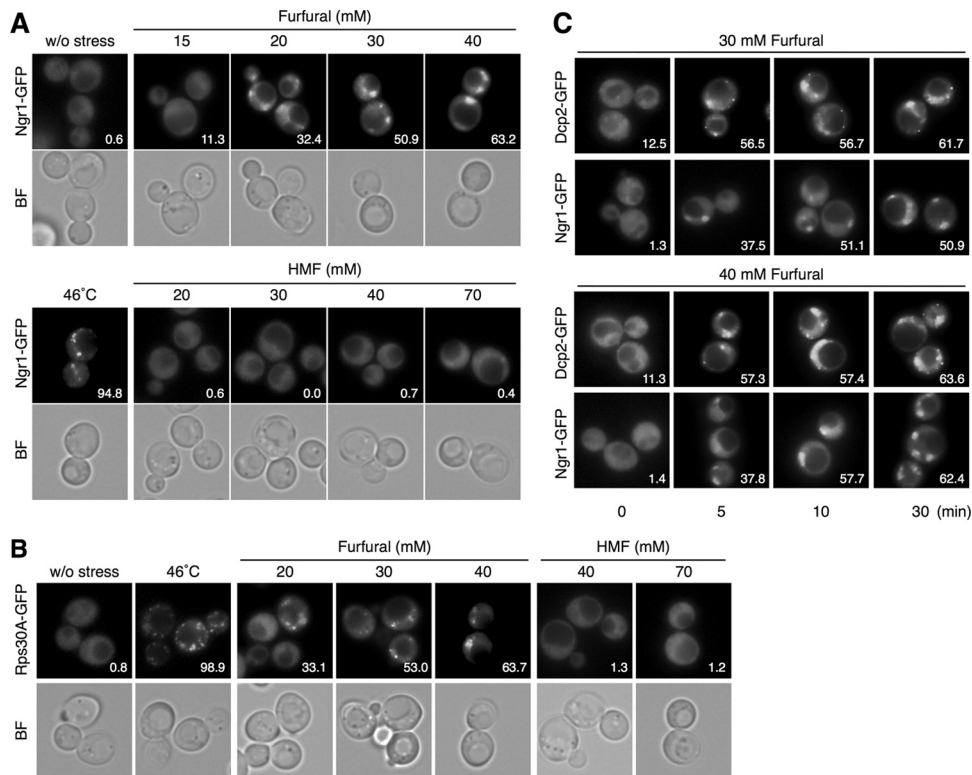 A
Furfural (mM)
w/o stress 15 20 30 40
Ngr1-GFP
0.6 11.3 32.4 50.9 63.2
BF
HMF (mM)
46˚C 20 30 40 70
Ngr1-GFP
94.8 0.6 0.0 0.7 0.4
BF
B
Furfural (mM) HMF (mM)
w/o stress 46˚C 20 30 40 40 70
Rps30A-GFP
0.8 98.9 33.1 53.0 63.7 1.3 1.2
BF
C
30 mM Furfural
Dcp2-GFP
12.5 56.5 56.7 61.7
Ngr1-GFP
1.3 37.5 51.1 50.9
40 mM Furfural
Dcp2-GFP
11.3 57.3 57.4 63.6
Ngr1-GFP
1.4 37.8 57.7 62.4
0 5 10 30 (min)